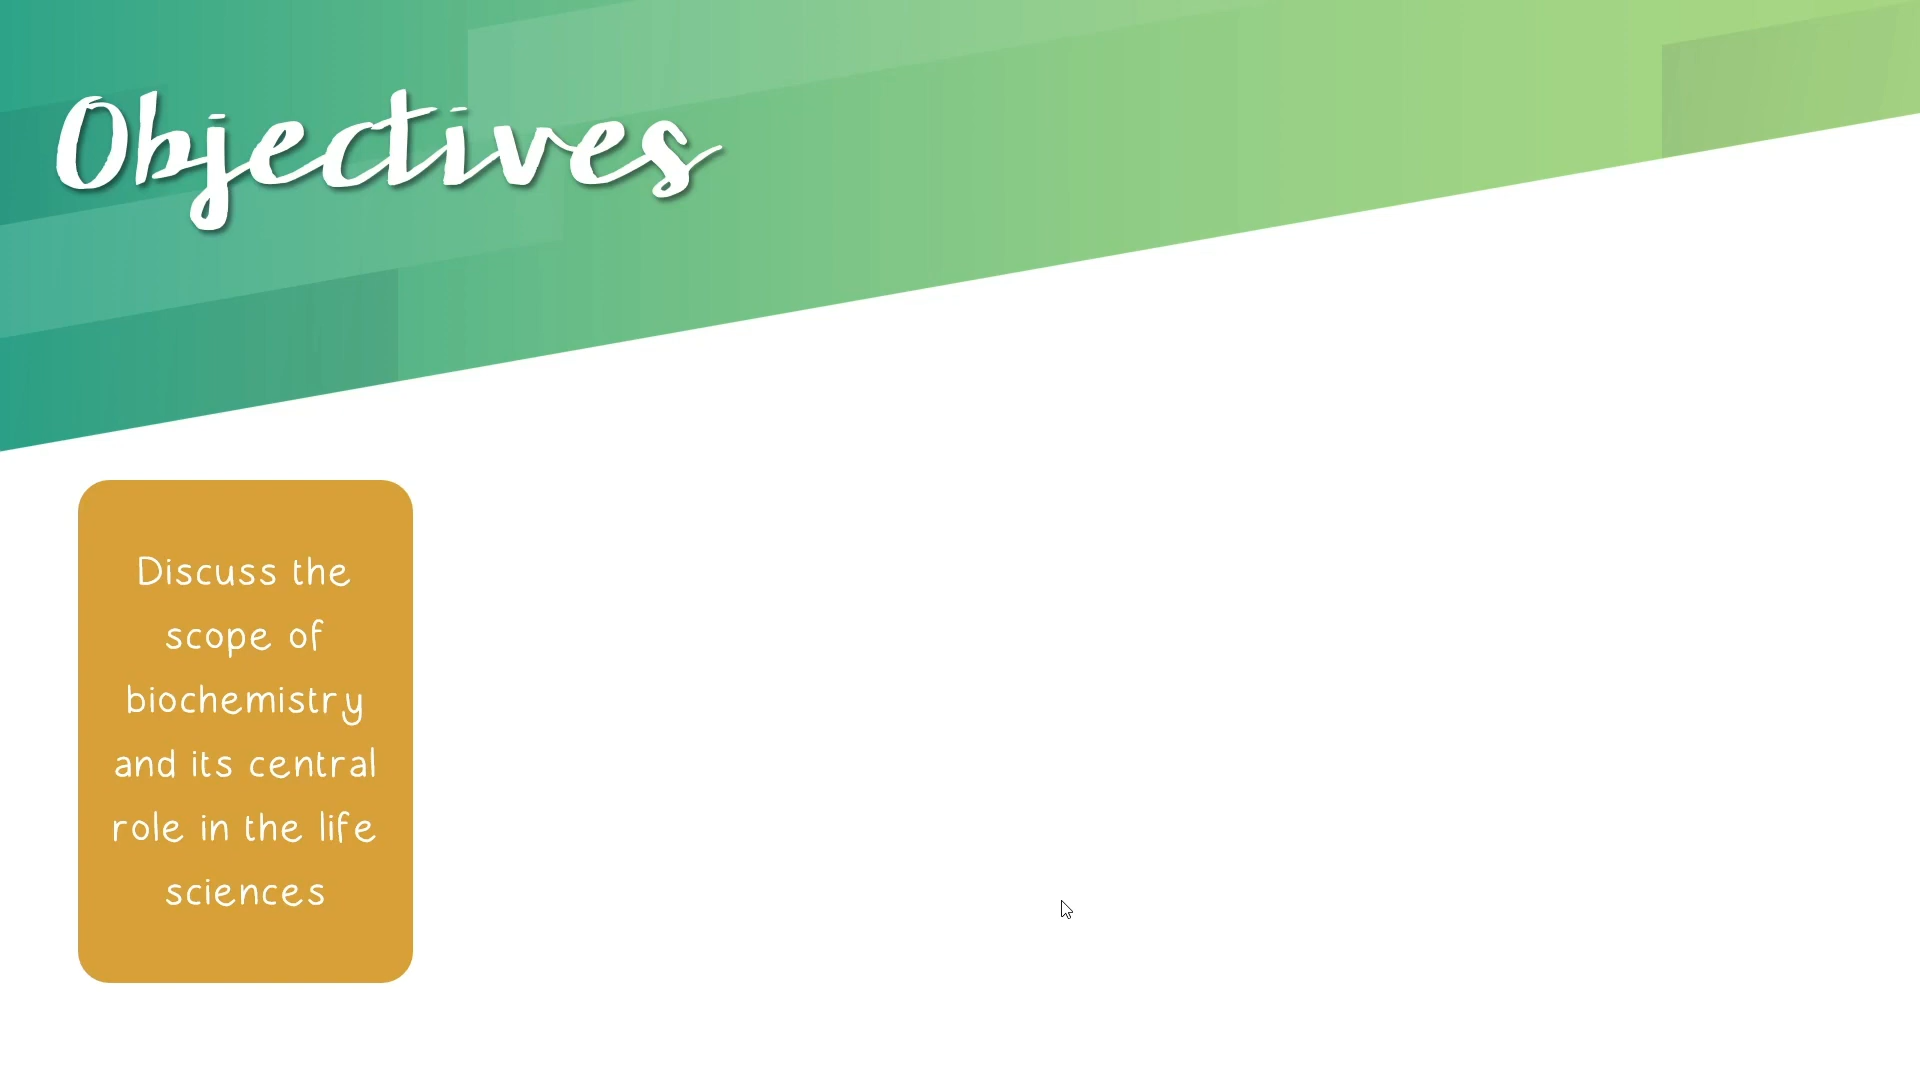 Objectives
Discuss the
scope of
biochemistry
and its central
role in the life
sciences